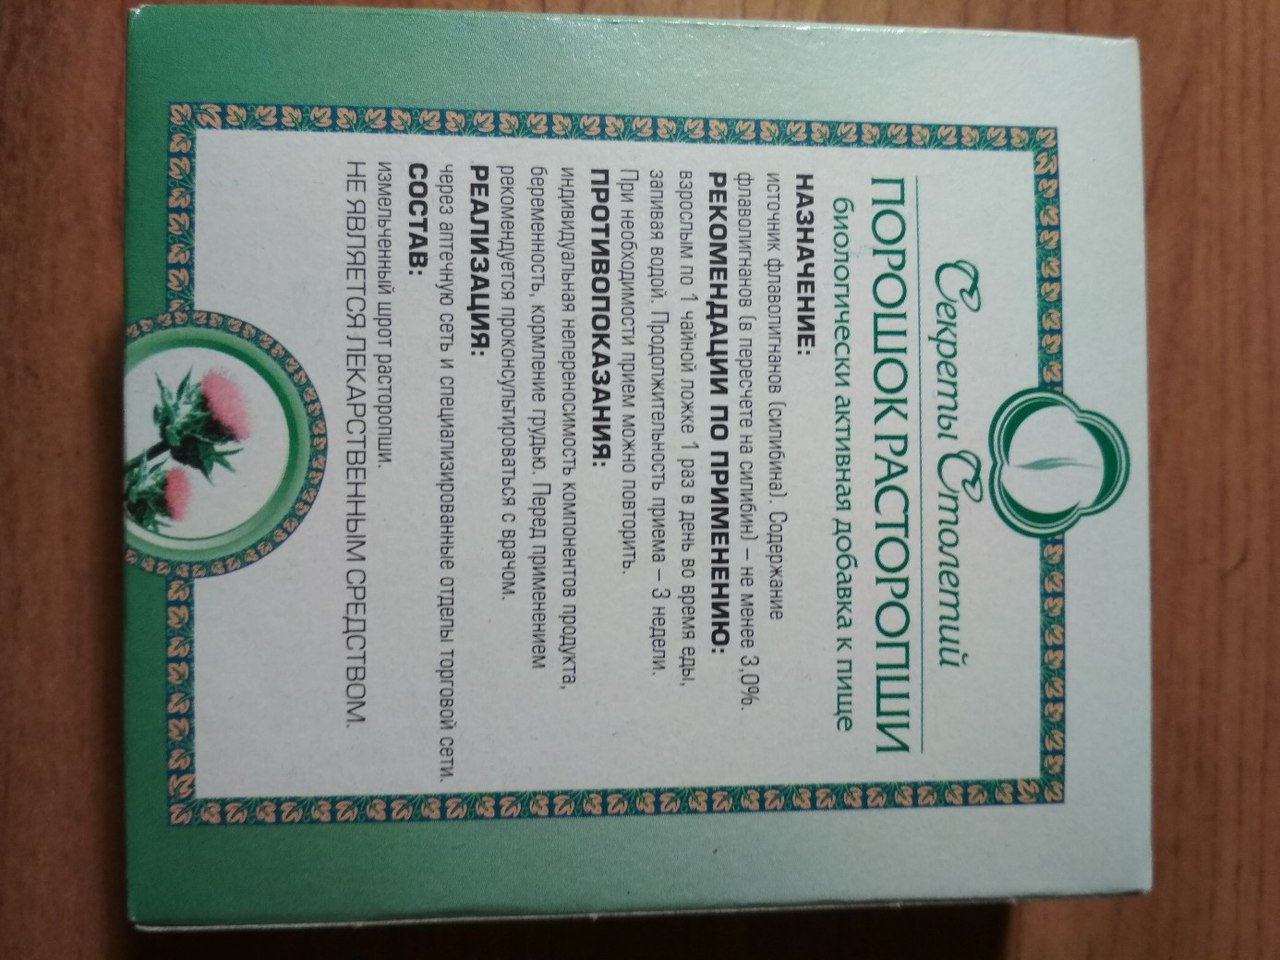 Секреты Столетий
ПОРОШОК РАСТОРОПШИ
биологически активная добавка к пище
НАЗНАЧЕНИЕ:
источник флаволигнанов (силибина). Содержание
флаволигнанов (в пересчете на силибин) – не менее 3,0%.
РЕКОМЕНДАЦИИ ПО ПРИМЕНЕНИЮ:
взрослым по 1 чайной ложке 1 раз в день во время еды,
запивая водой. Продолжительность приема – 3 недели.
При необходимости прием можно повторить.
ПРОТИВОПОКАЗАНИЯ:
индивидуальная непереносимость компонентов продукта,
беременность, кормление грудью. Перед применением
рекомендуется проконсультироваться с врачом.
РЕАЛИЗАЦИЯ:
через аптечную сеть и специализированные отделы торговой сети.
СОСТАВ:
измельченный шрот расторопши.
НЕ ЯВЛЯЕТСЯ ЛЕКАРСТВЕННЫМ СРЕДСТВОМ.